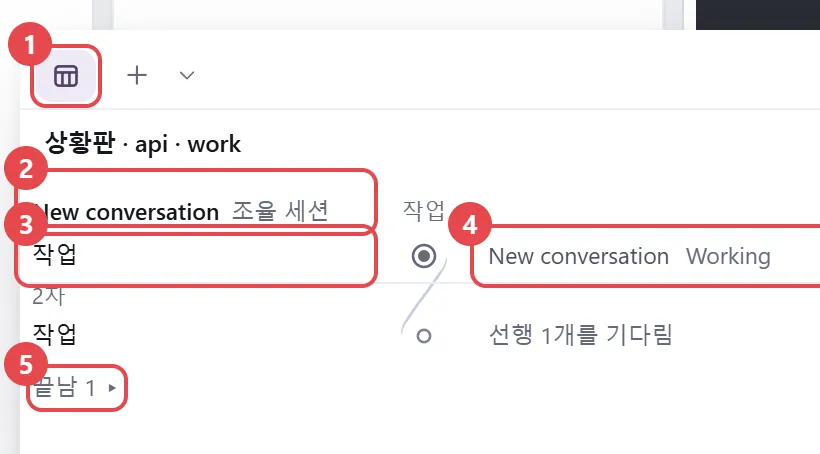 1
상황판 · api · work
2
New conversation 조율 세션 작업
3 4
작업 New conversation Working
2차
작업 선행 1개를 기다림
5
끝남 1 ▸